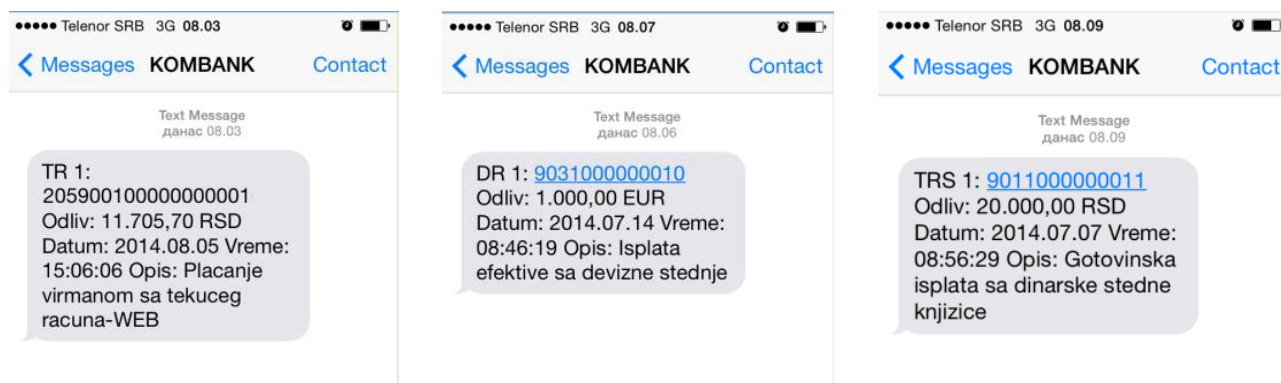 Telenor SRB 3G 08.03
Messages KOMBANK Contact
Text Message
данас 08.03
TR 1:
205900100000000001
Odliv: 11.705,70 RSD
Datum: 2014.08.05 Vreme:
15:06:06 Opis: Placanje
virmanom sa tekuceg
racuna-WEB
Telenor SRB 3G 08.07
Messages KOMBANK Contact
Text Message
данас 08.06
DR 1: 9031000000010
Odliv: 1.000,00 EUR
Datum: 2014.07.14 Vreme:
08:46:19 Opis: Isplata
efektive sa devizne stednje
Telenor SRB 3G 08.09
Messages KOMBANK Contact
Text Message
данас 08.09
TRS 1: 9011000000011
Odliv: 20.000,00 RSD
Datum: 2014.07.07 Vreme:
08:56:29 Opis: Gotovinska
isplata sa dinarske stedne
knjizice